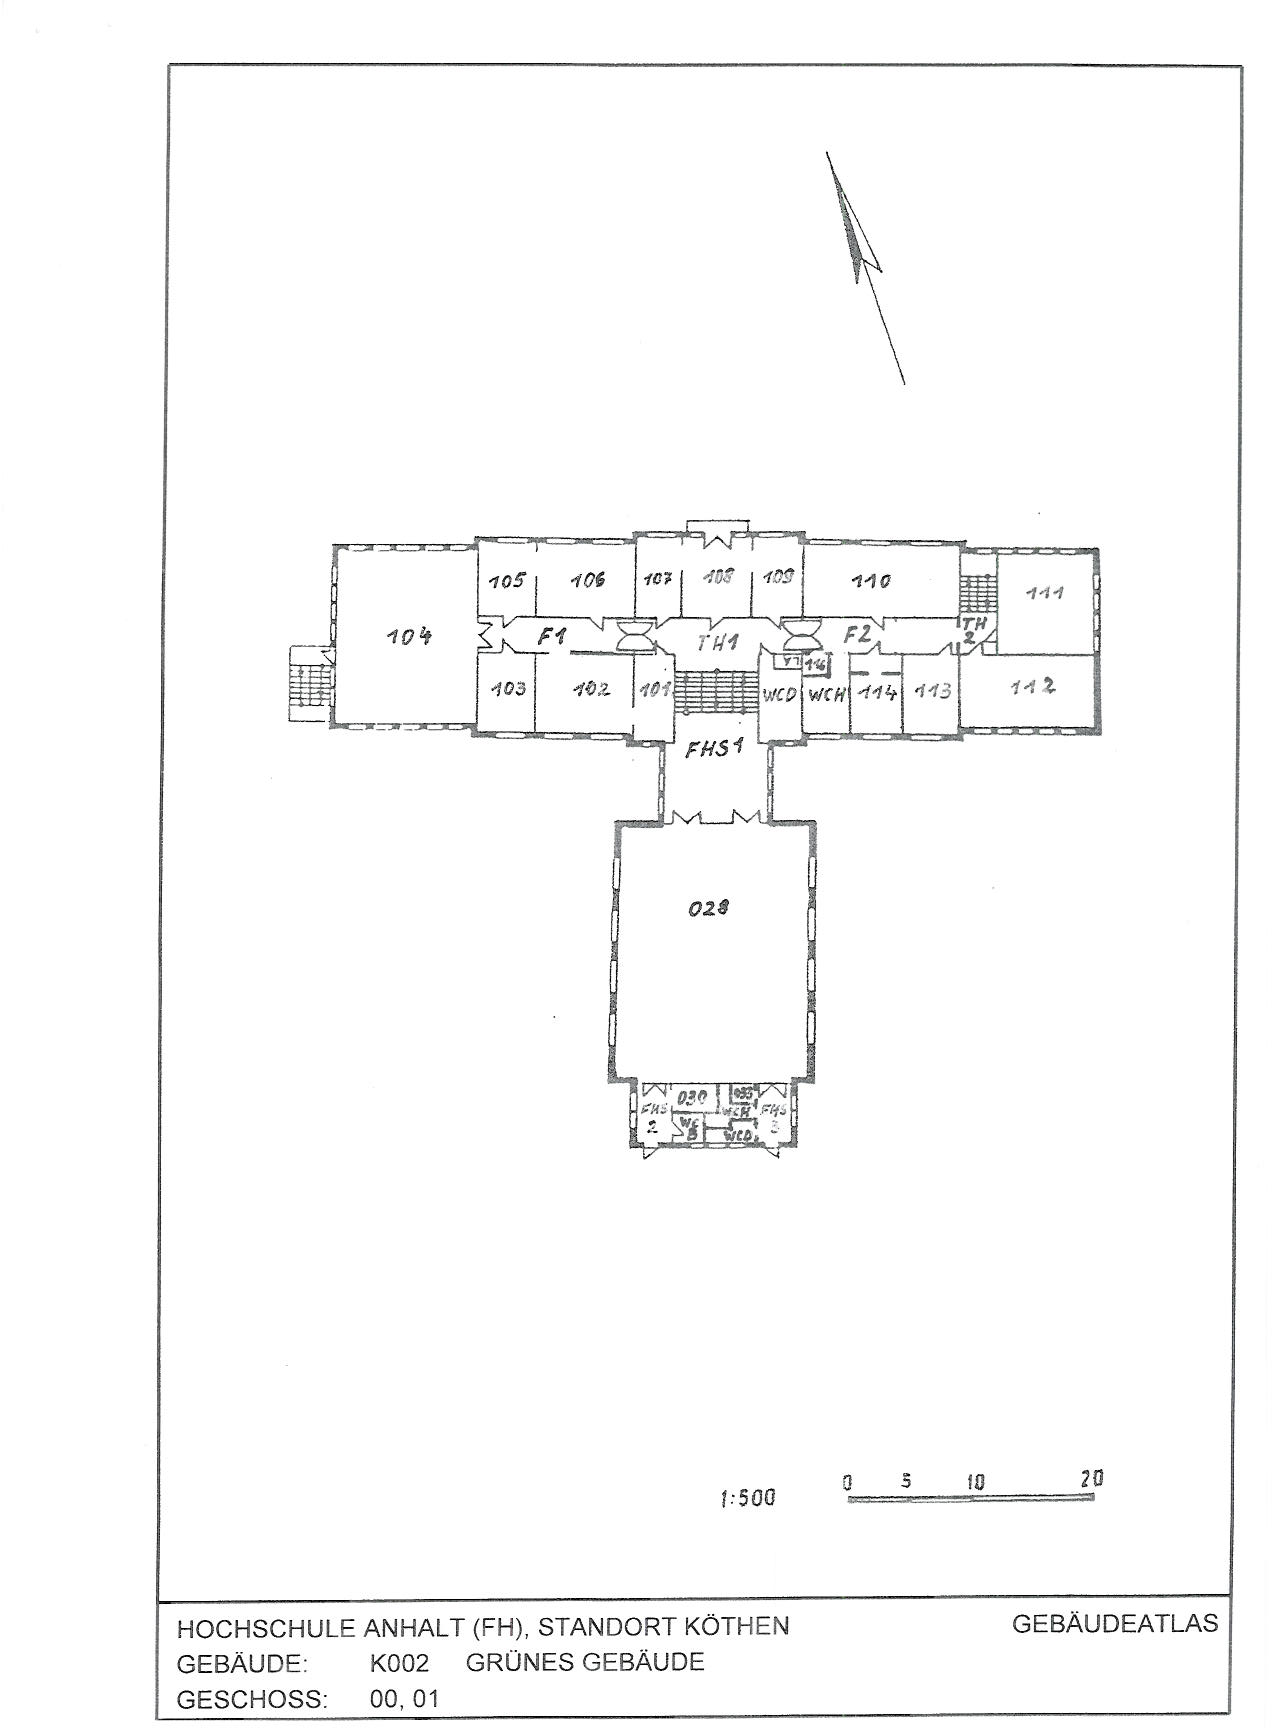 105 106 107 108 109 110 111
104 F1 TH1 F2 TH
2
103 102 101 WCD 116 WCH 114 113 112
FHS1
028
030 033
FHS WCH FHS
2 WC 3
B WCD
0 5 10 20
1:500
HOCHSCHULE ANHALT (FH), STANDORT KÖTHEN GEBÄUDEATLAS
GEBÄUDE: K002 GRÜNES GEBÄUDE
GESCHOSS: 00, 01